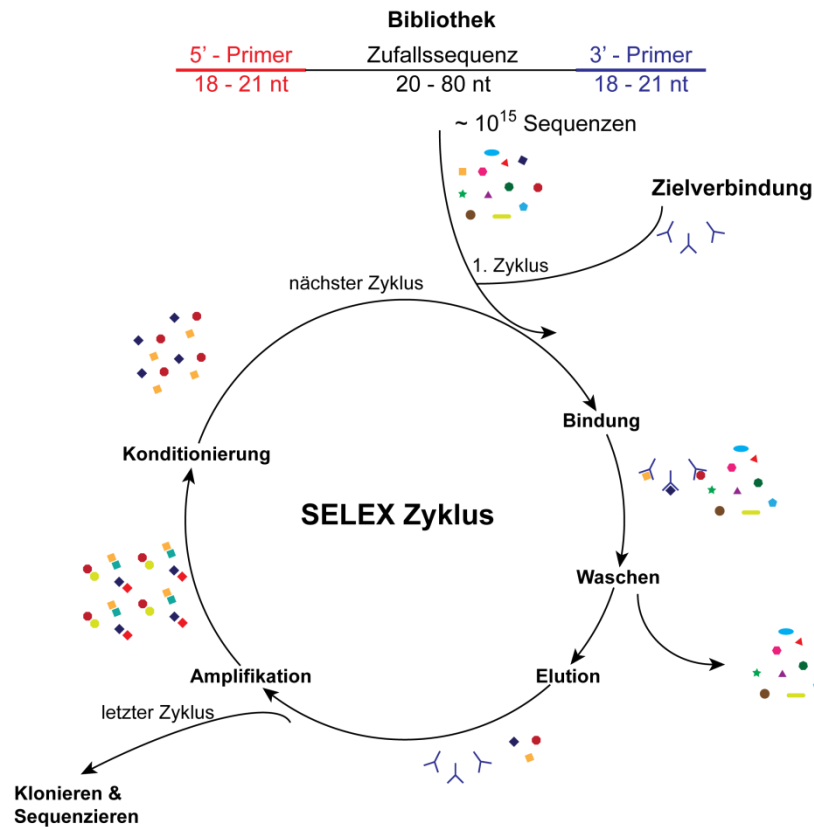 Bibliothek
5' - Primer
Zufallssequenz
3' - Primer
18 - 21 nt
20 - 80 nt
18 - 21 nt
~ 10¹⁵ Sequenzen
Zielverbindung
1. Zyklus
nächster Zyklus
Bindung
Konditionierung
SELEX Zyklus
Waschen
Amplifikation
Elution
letzter Zyklus
Klonieren &
Sequenzieren